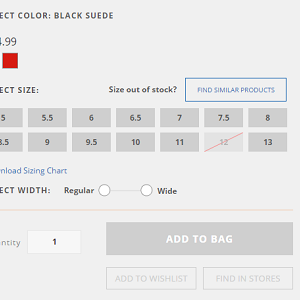 ECT COLOR: BLACK SUEDE
4.99
ECT SIZE:
Size out of stock?
FIND SIMILAR PRODUCTS
5 5.5 6 6.5 7 7.5 8
8.5 9 9.5 10 11 12 13
nload Sizing Chart
ECT WIDTH: Regular Wide
ntity 1
ADD TO BAG
ADD TO WISHLIST
FIND IN STORES